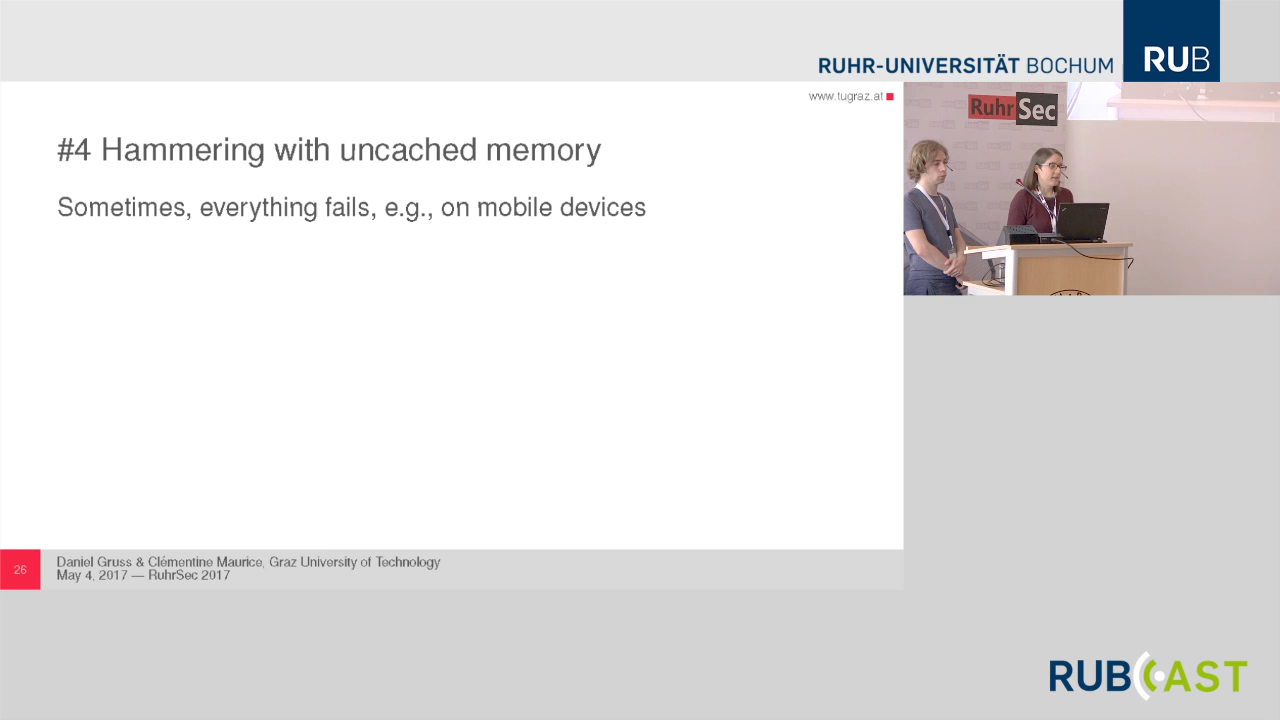 RUHR-UNIVERSITÄT BOCHUM
RUB
www.tugraz.at
RuhrSec
#4 Hammering with uncached memory
Sometimes, everything fails, e.g., on mobile devices
26
Daniel Gruss & Clémentine Maurice, Graz University of Technology
May 4, 2017 — RuhrSec 2017
RUBCAST